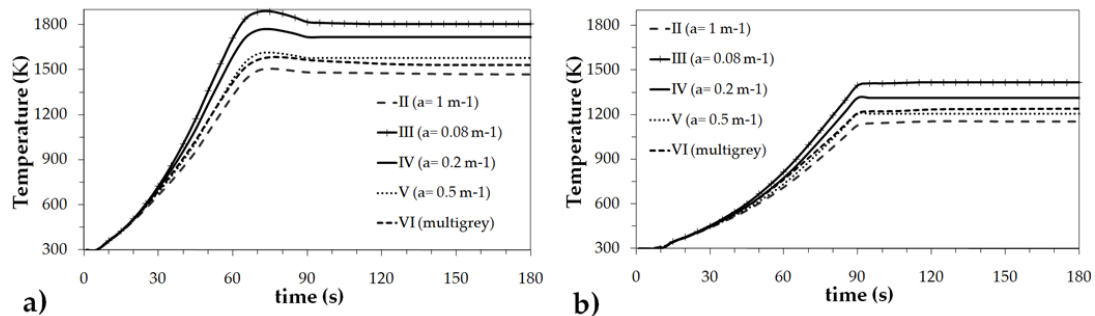 1800
1500
1200
900
600
300
Temperature (K)
II (a= 1 m-1)
III (a= 0.08 m-1)
IV (a= 0.2 m-1)
V (a= 0.5 m-1)
VI (multigrey)
0 30 60 90 120 150 180
a) time (s)
1800
1500
1200
900
600
300
Temperature (K)
II (a= 1 m-1)
III (a= 0.08 m-1)
IV (a= 0.2 m-1)
V (a= 0.5 m-1)
VI (multigrey)
0 30 60 90 120 150 180
b) time (s)